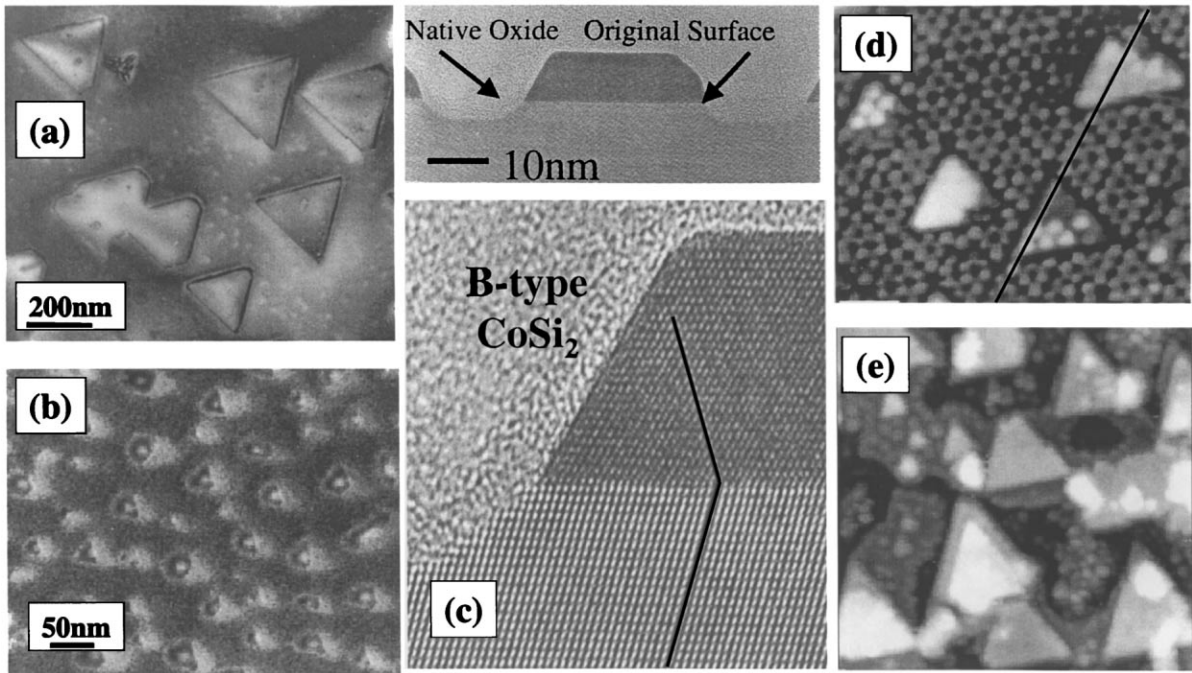 (a)
200nm
(b)
50nm
Native Oxide Original Surface
10nm
B-type
CoSi₂
(c)
(d)
(e)